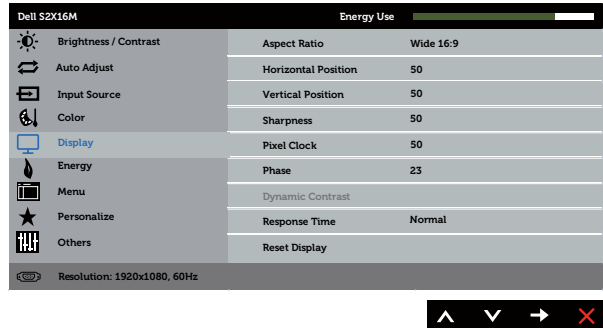 Dell S2X16M Energy Use
Brightness / Contrast
Auto Adjust
Input Source
Color
Display
Energy
Menu
Personalize
Others
Aspect Ratio Wide 16:9
Horizontal Position 50
Vertical Position 50
Sharpness 50
Pixel Clock 50
Phase 23
Dynamic Contrast
Response Time Normal
Reset Display
Resolution: 1920x1080, 60Hz